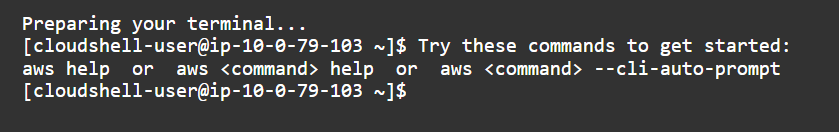 Preparing your terminal...
[cloudshell-user@ip-10-0-79-103 ~]$ Try these commands to get started:
aws help  or  aws <command> help  or  aws <command> --cli-auto-prompt
[cloudshell-user@ip-10-0-79-103 ~]$